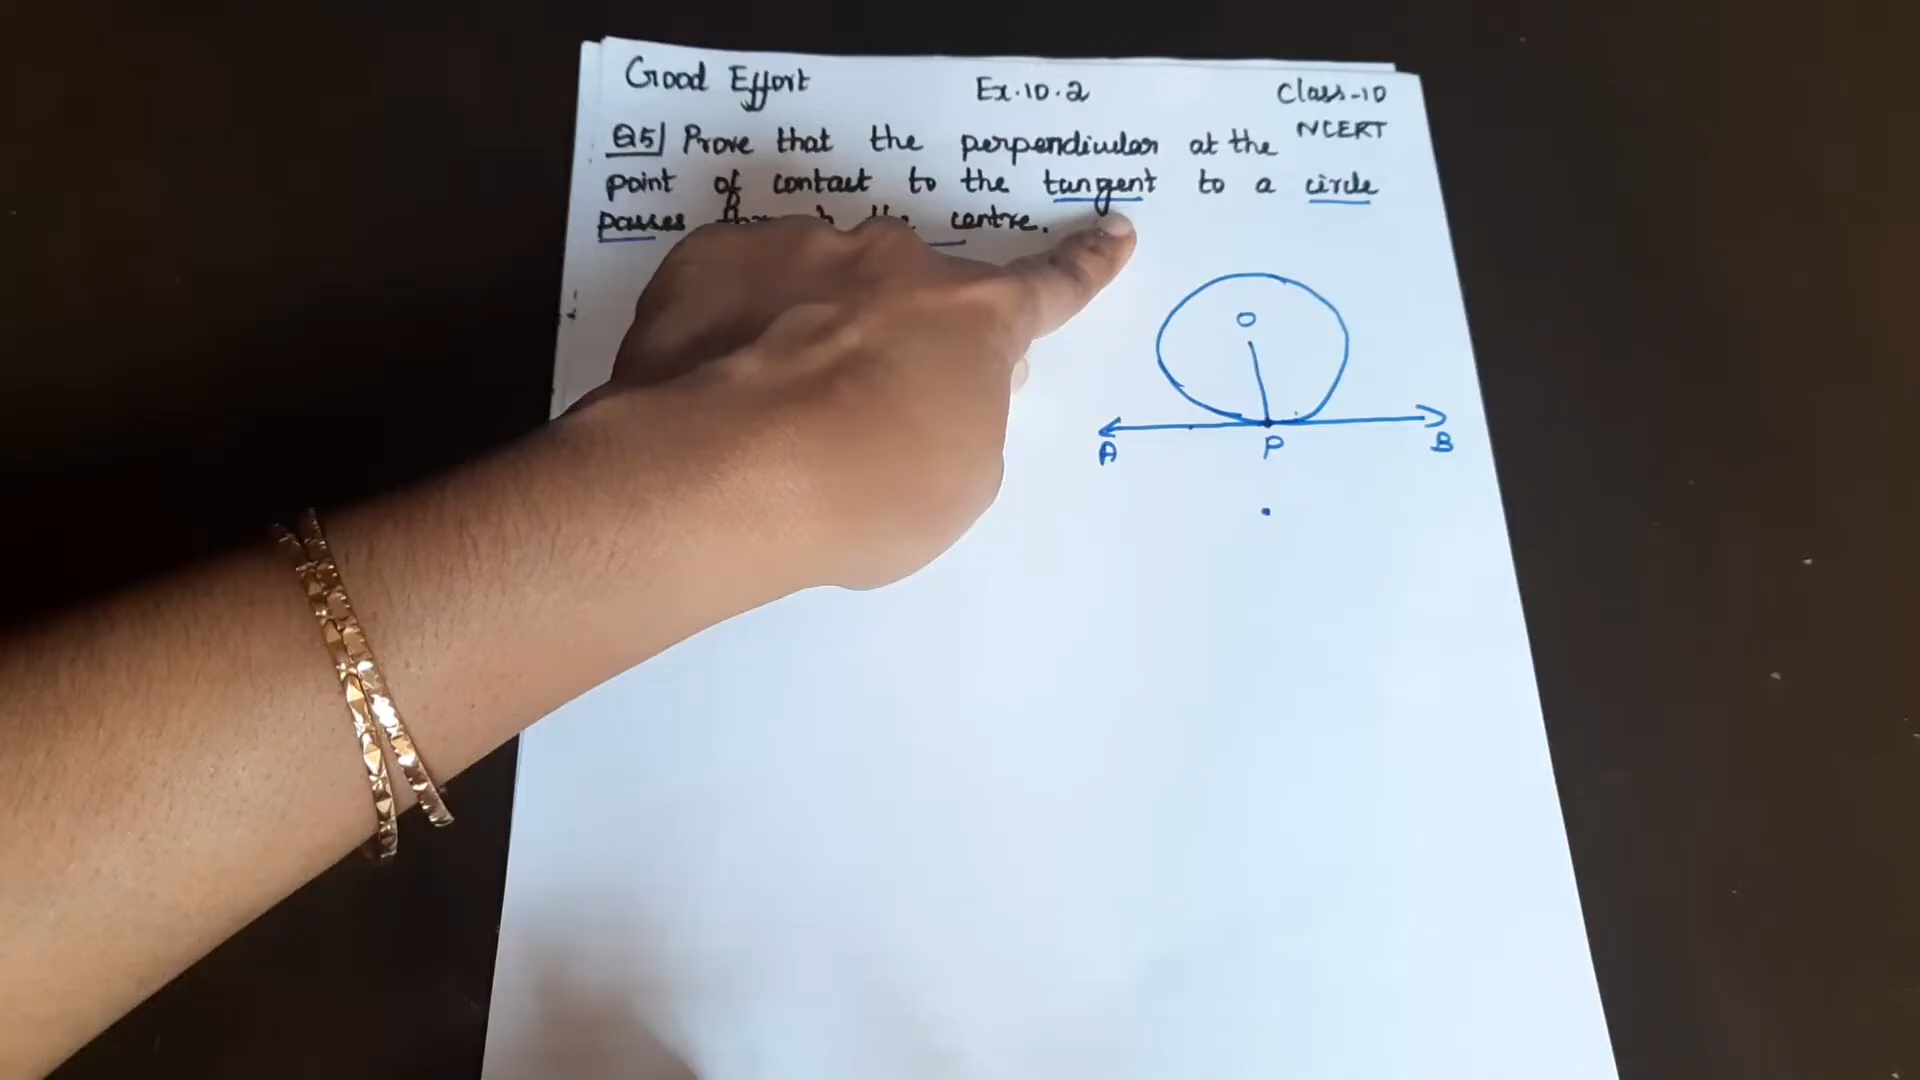 Good Effort Ex.10.2 Class-10
NCERT
Q5) Prove that the perpendicular at the
point of contact to the tangent to a circle
passes centre.
O
A P B